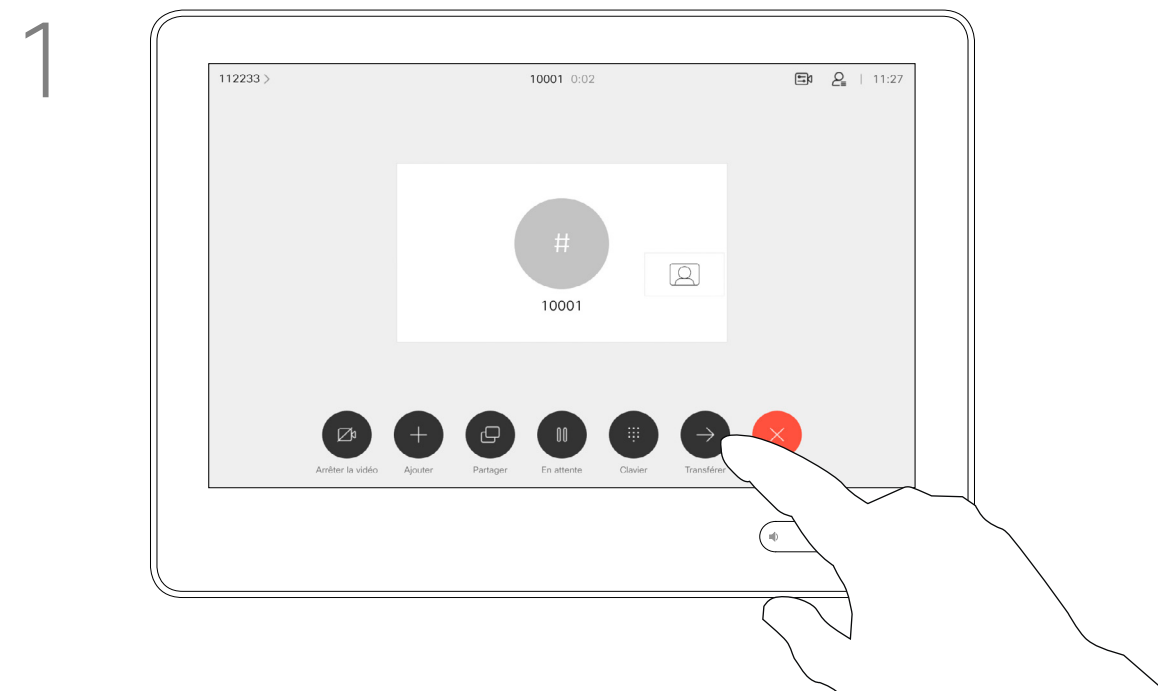 1
112233 >
10001 0:02
11:27
#
10001
Arrêter la vidéo
Ajouter
Partager
En attente
Clavier
Transférer